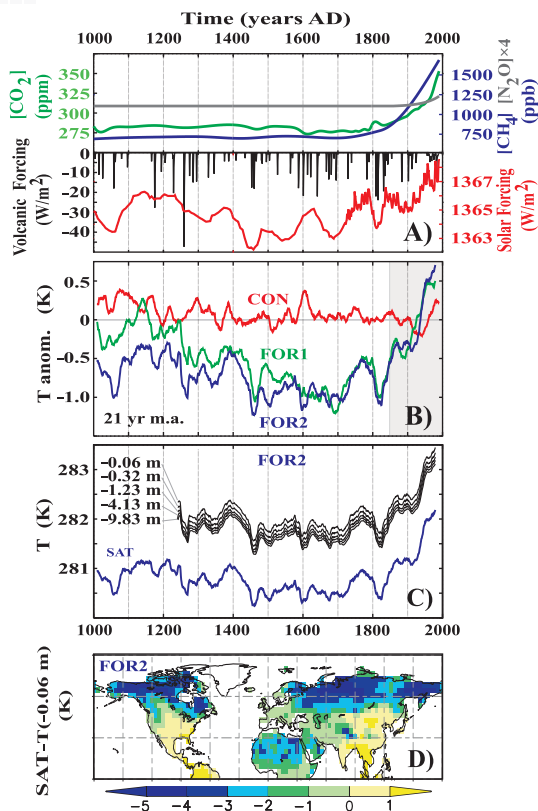 Time (years AD)
1000 1200 1400 1600 1800 2000
[CO2] ppm
(ppm)
350
325
300
275
1500
1250
1000
750
[CH4] [N2O]×4
(ppb)
Volcanic Forcing
(W/m2)
0
-10
-20
-30
-40
1367
1365
1363
Solar Forcing
(W/m2)
A)
T anom. (K)
0.5
0
-0.5
-1.0
CON
FOR1
FOR2
21 yr m.a.
B)
T (K)
283
282
281
FOR2
-0.06 m
-0.32 m
-1.23 m
-4.13 m
-9.83 m
SAT
C)
1000 1200 1400 1600 1800 2000
SAT-T(-0.06 m)
(K)
FOR2
D)
-5 -4 -3 -2 -1 0 1